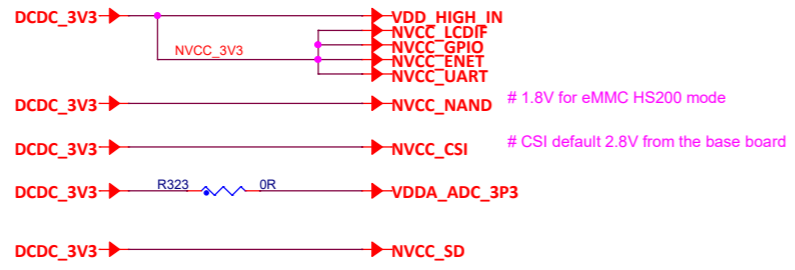 DCDC_3V3 VDD_HIGH_IN
NVCC_LCDIF
NVCC_GPIO
NVCC_3V3 NVCC_ENET
NVCC_UART
DCDC_3V3 NVCC_NAND # 1.8V for eMMC HS200 mode
DCDC_3V3 NVCC_CSI # CSI default 2.8V from the base board
DCDC_3V3 R323 0R VDDA_ADC_3P3
DCDC_3V3 NVCC_SD